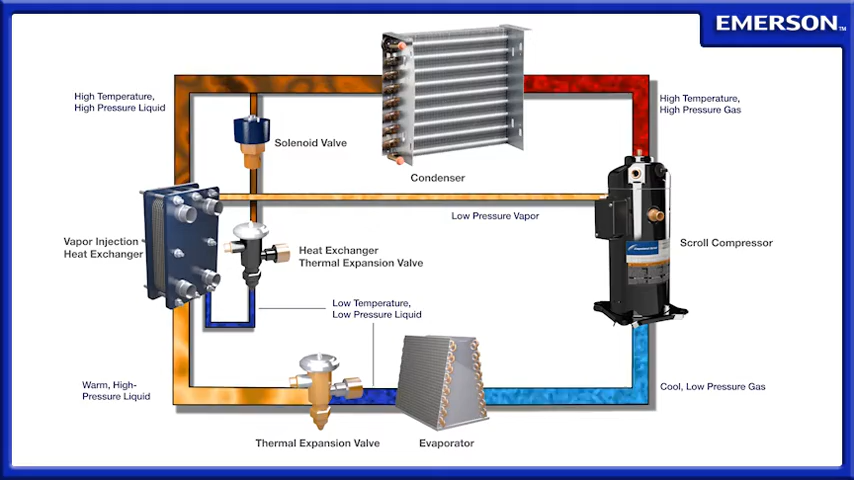 EMERSON™
High Temperature,
High Pressure Liquid
High Temperature,
High Pressure Gas
Solenoid Valve
Condenser
Low Pressure Vapor
Vapor Injection
Heat Exchanger
Heat Exchanger
Thermal Expansion Valve
Scroll Compressor
Low Temperature,
Low Pressure Liquid
Warm, High-
Pressure Liquid
Cool, Low Pressure Gas
Thermal Expansion Valve
Evaporator